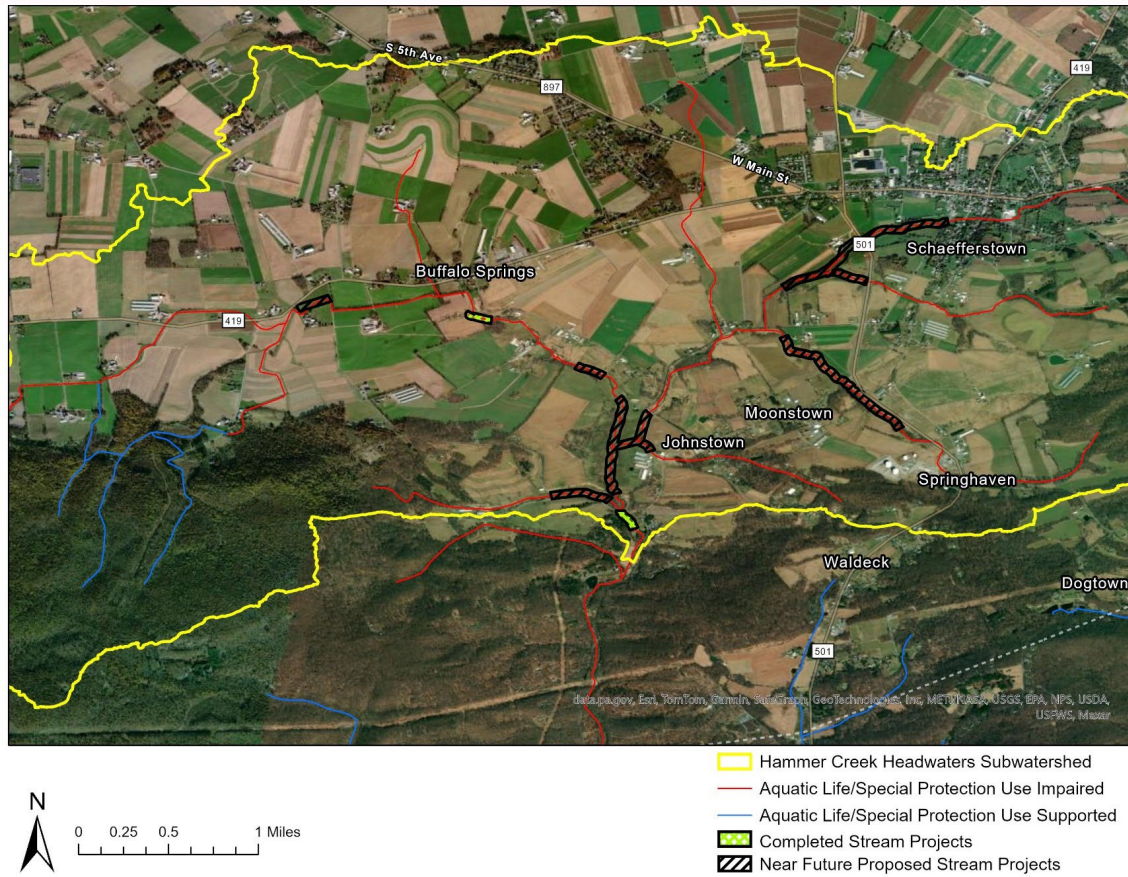 S 5th Ave
897
419
W Main St
Schaefferstown
501
Buffalo Springs
419
Moonstown
Johnstown
Springhaven
Waldeck
Dogtown
501
data.pa.gov, Esri, TomTom, Garmin, SafeGraph, GeoTechnologies, Inc, METI/NASA, USGS, EPA, NPS, USDA,
USFWS, Maxar
Hammer Creek Headwaters Subwatershed
Aquatic Life/Special Protection Use Impaired
Aquatic Life/Special Protection Use Supported
Completed Stream Projects
Near Future Proposed Stream Projects
N
0 0.25 0.5 1 Miles